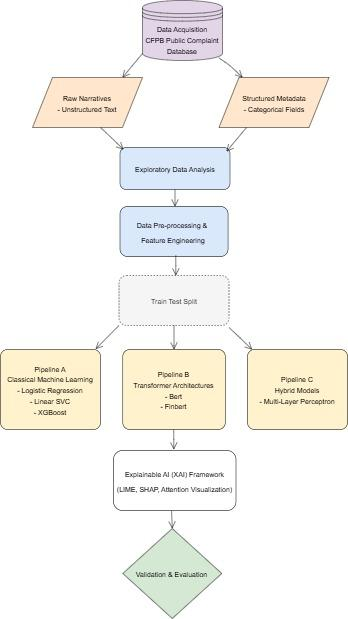 Data Acquisition
CFPB Public Complaint
Database
Raw Narratives
- Unstructured Text
Structured Metadata
- Categorical Fields
Exploratory Data Analysis
Data Pre-processing &
Feature Engineering
Train Test Split
Pipeline A
Classical Machine Learning
- Logistic Regression
- Linear SVC
- XGBoost
Pipeline B
Transformer Architectures
- Bert
- Finbert
Pipeline C
Hybrid Models
- Multi-Layer Perceptron
Explainable AI (XAI) Framework
(LIME, SHAP, Attention Visualization)
Validation & Evaluation